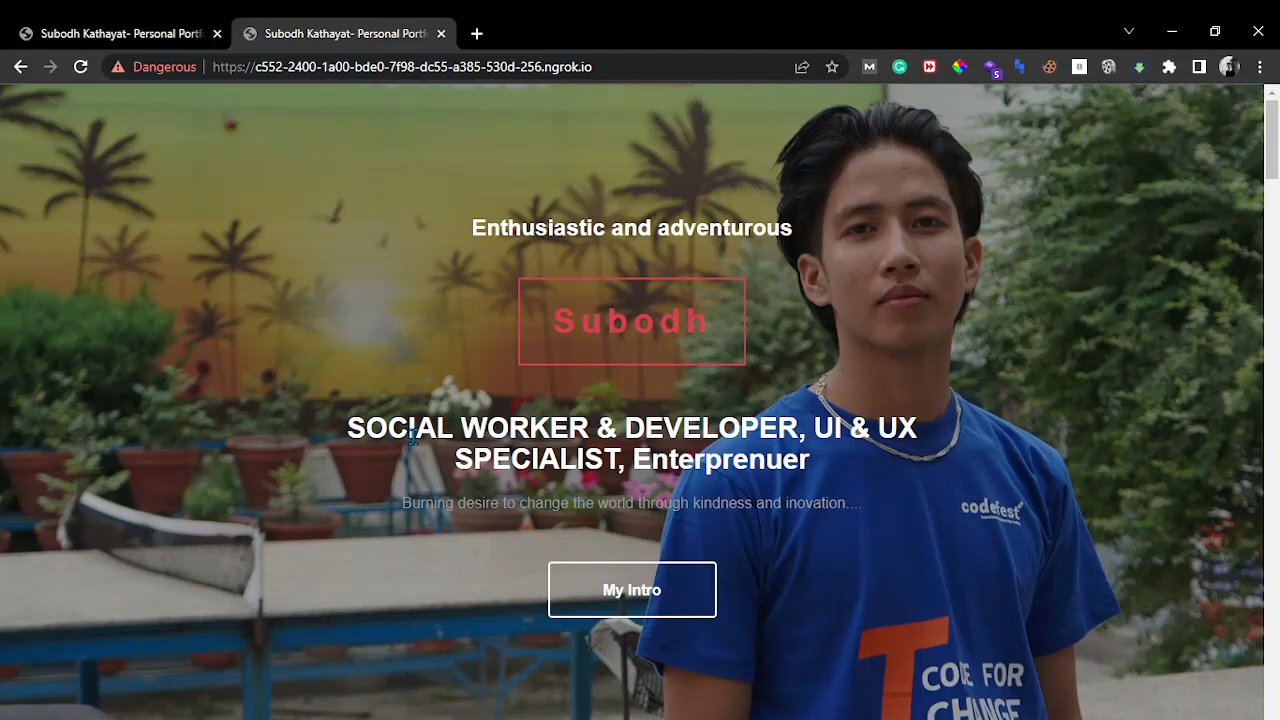 Subodh Kathayat- Personal Portf
Subodh Kathayat- Personal Portf
Dangerous
https://c552-2400-1a00-bde0-7f98-dc55-a385-530d-256.ngrok.io
5
Enthusiastic and adventurous
Subodh
SOCIAL WORKER & DEVELOPER, UI & UX
SPECIALIST, Enterprenuer
Burning desire to change the world through kindness and inovation....
My Intro
codefest
CODE FOR
CHANGE